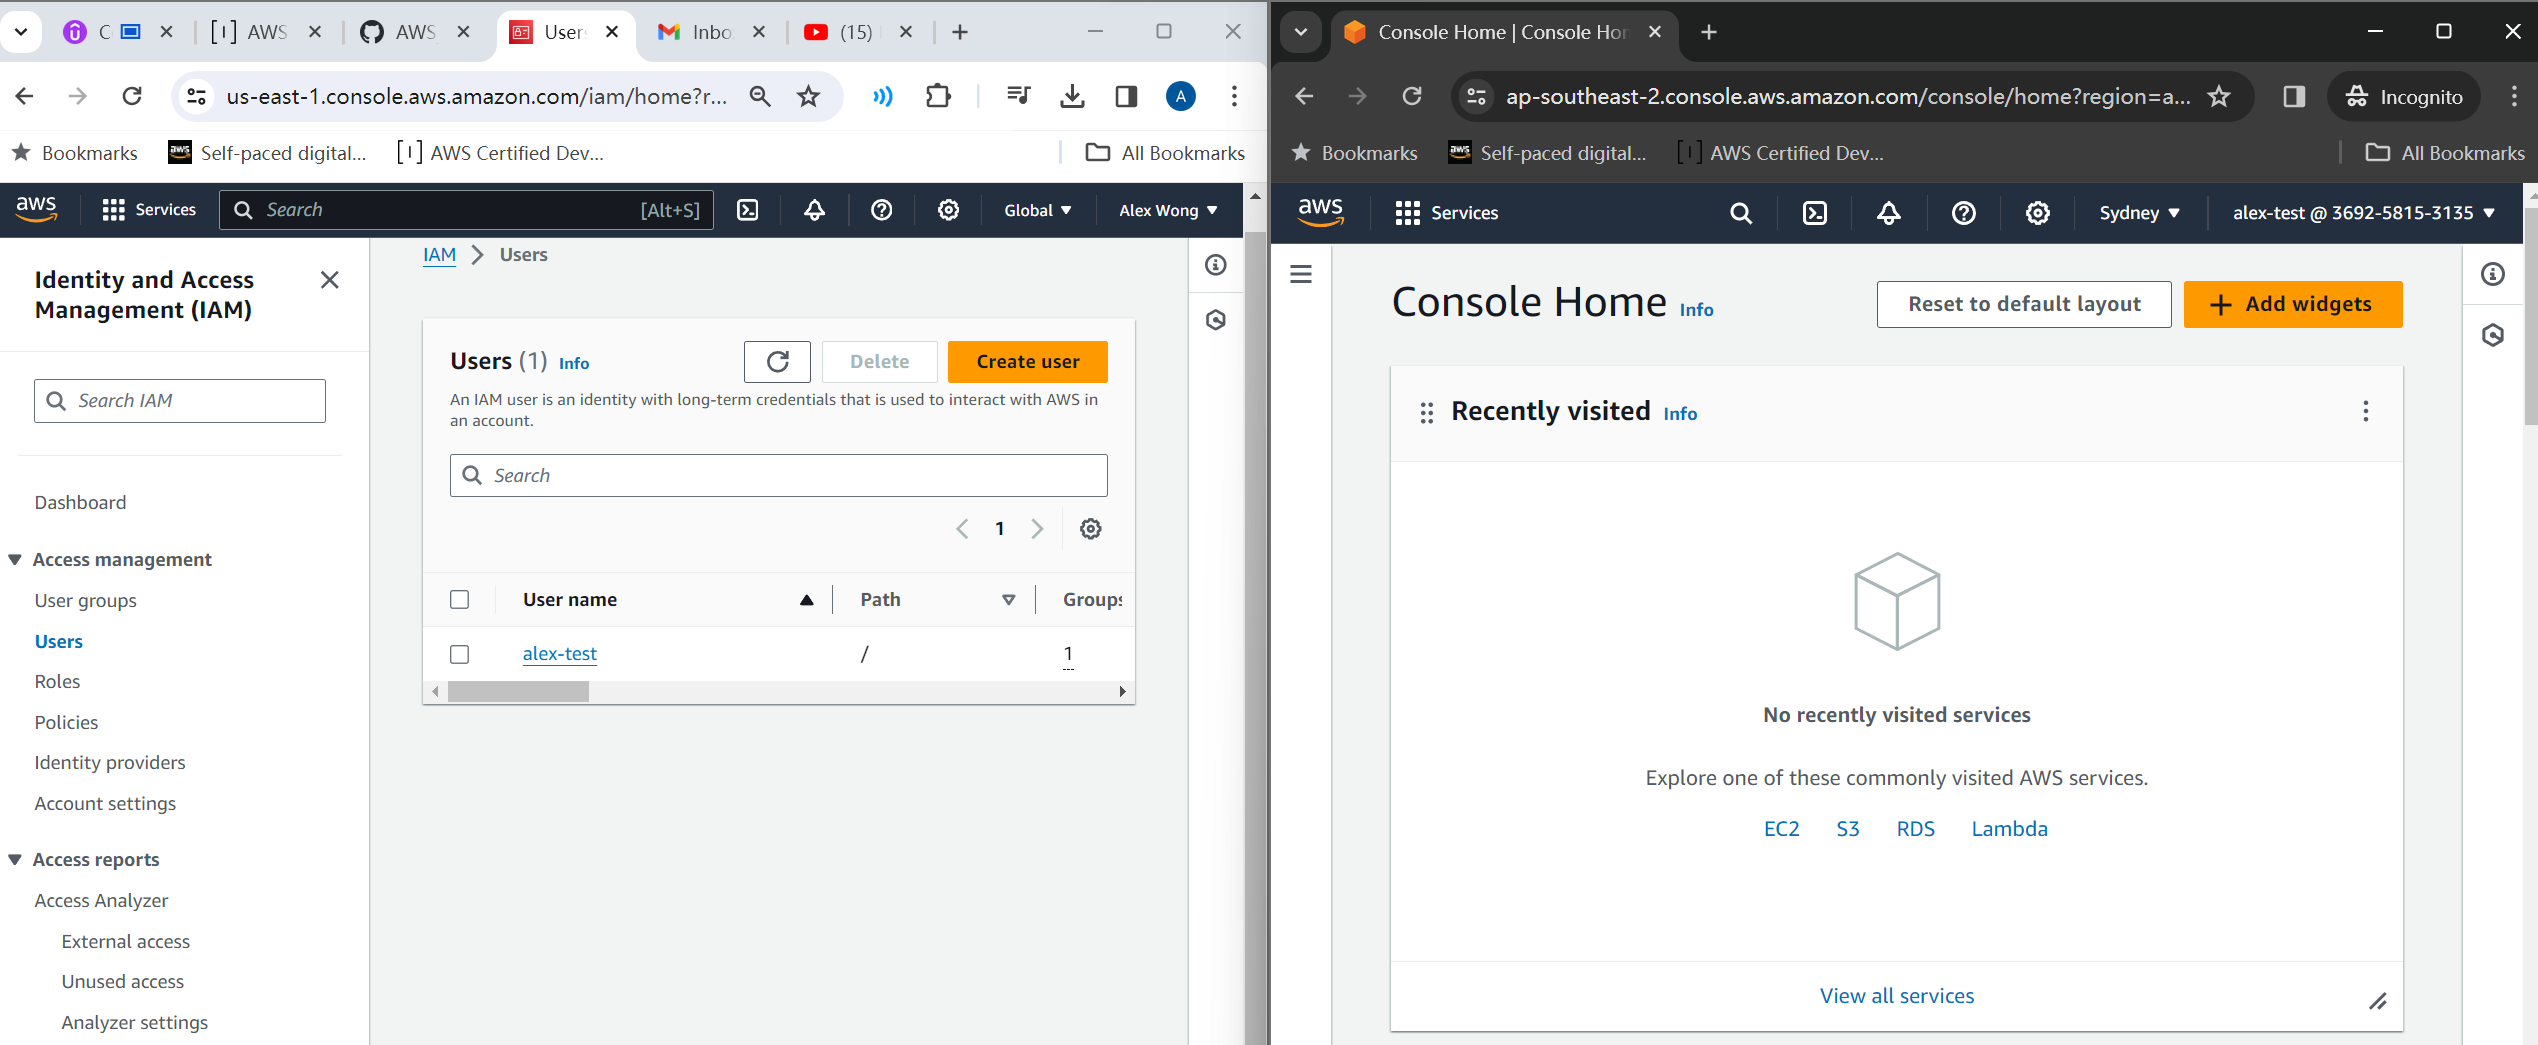 AWS
AWS
User
Inbo
(15)
us-east-1.console.aws.amazon.com/iam/home?r...
A
Bookmarks
aws
Self-paced digital...
AWS Certified Dev...
All Bookmarks
aws
Services
Search
[Alt+S]
Global
Alex Wong
Identity and Access
Management (IAM)
Search IAM
Dashboard
Access management
User groups
Users
Roles
Policies
Identity providers
Account settings
Access reports
Access Analyzer
External access
Unused access
Analyzer settings
IAM
Users
Users (1) Info
Delete
Create user
An IAM user is an identity with long-term credentials that is used to interact with AWS in
an account.
Search
1
User name
Path
Groups
alex-test
/
1
Console Home | Console Hor
ap-southeast-2.console.aws.amazon.com/console/home?region=a...
Incognito
Bookmarks
aws
Self-paced digital...
AWS Certified Dev...
All Bookmarks
aws
Services
Sydney
alex-test @ 3692-5815-3135
Console Home Info
Reset to default layout
+ Add widgets
Recently visited Info
No recently visited services
Explore one of these commonly visited AWS services.
EC2 S3 RDS Lambda
View all services